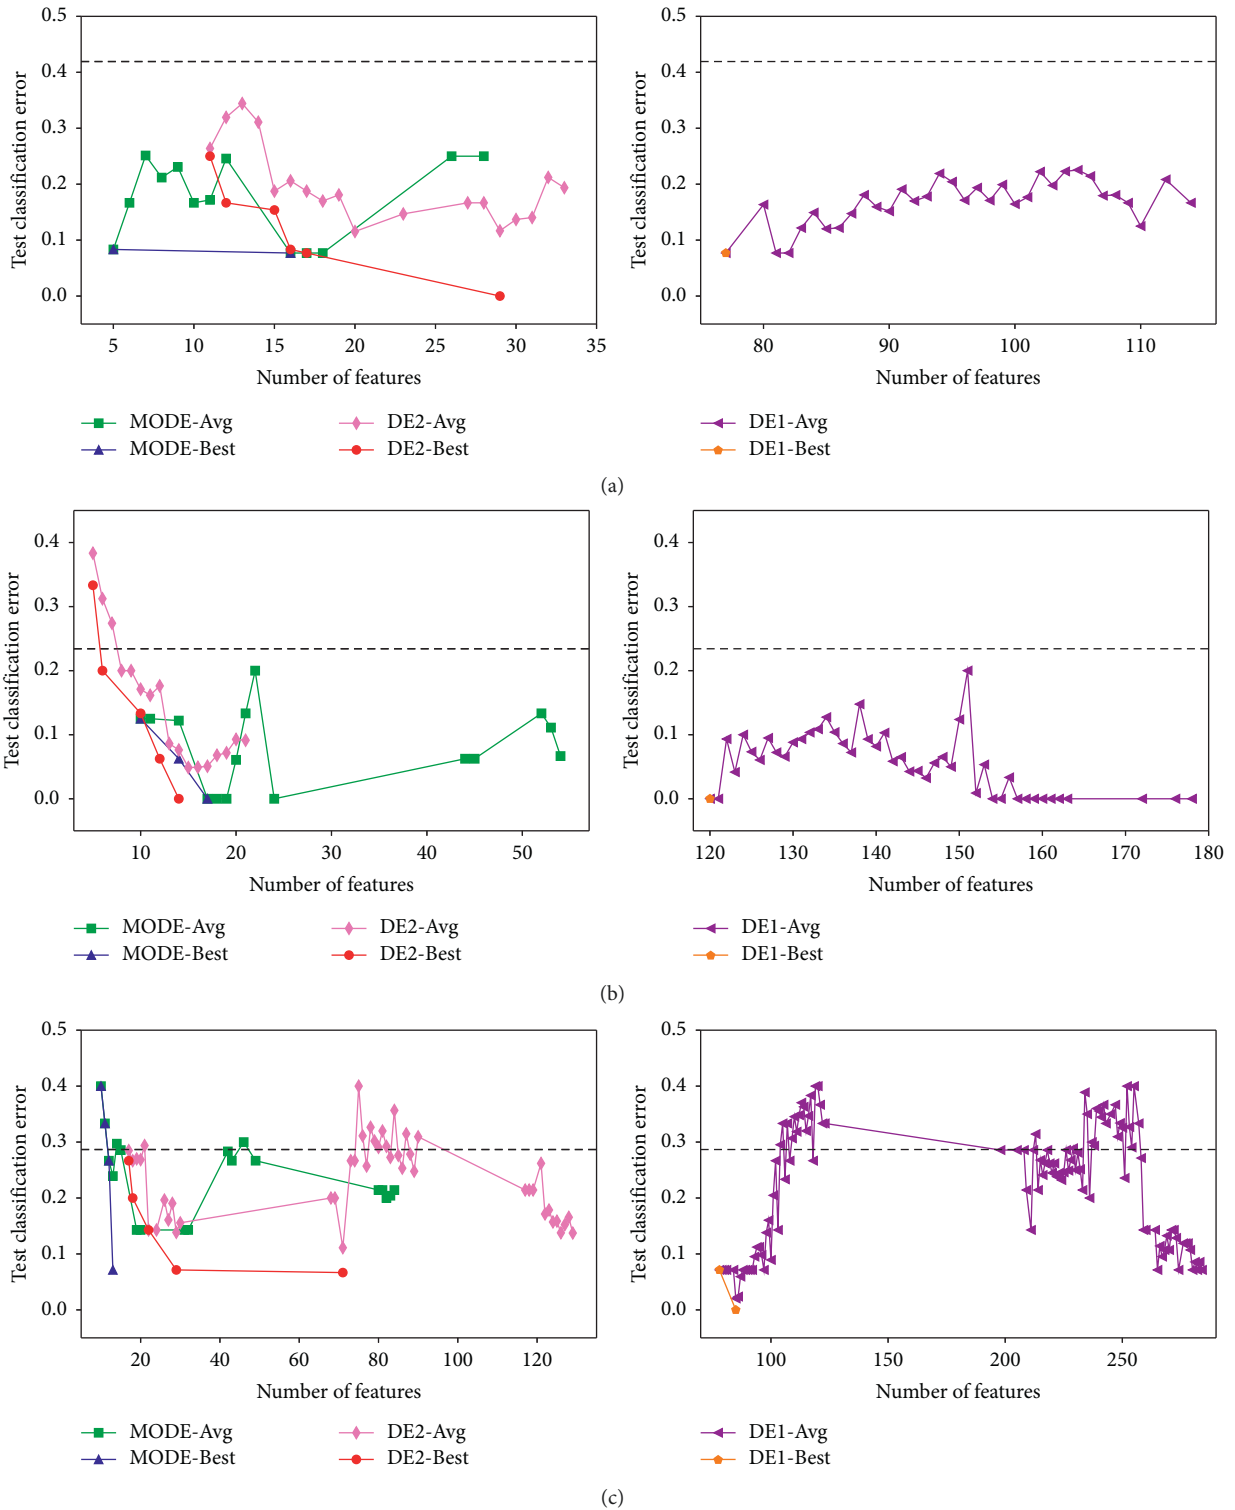 0.5
0.4
0.3
0.2
0.1
0.0
Test classification error
5 10 15 20 25 30 35
Number of features
MODE-Avg DE2-Avg
MODE-Best DE2-Best
0.5
0.4
0.3
0.2
0.1
0.0
Test classification error
80 90 100 110
Number of features
DE1-Avg
DE1-Best
(a)
0.4
0.3
0.2
0.1
0.0
Test classification error
10 20 30 40 50
Number of features
MODE-Avg DE2-Avg
MODE-Best DE2-Best
0.4
0.3
0.2
0.1
0.0
Test classification error
120 130 140 150 160 170 180
Number of features
DE1-Avg
DE1-Best
(b)
0.5
0.4
0.3
0.2
0.1
0.0
Test classification error
20 40 60 80 100 120
Number of features
MODE-Avg DE2-Avg
MODE-Best DE2-Best
0.5
0.4
0.3
0.2
0.1
0.0
Test classification error
100 150 200 250
Number of features
DE1-Avg
DE1-Best
(c)